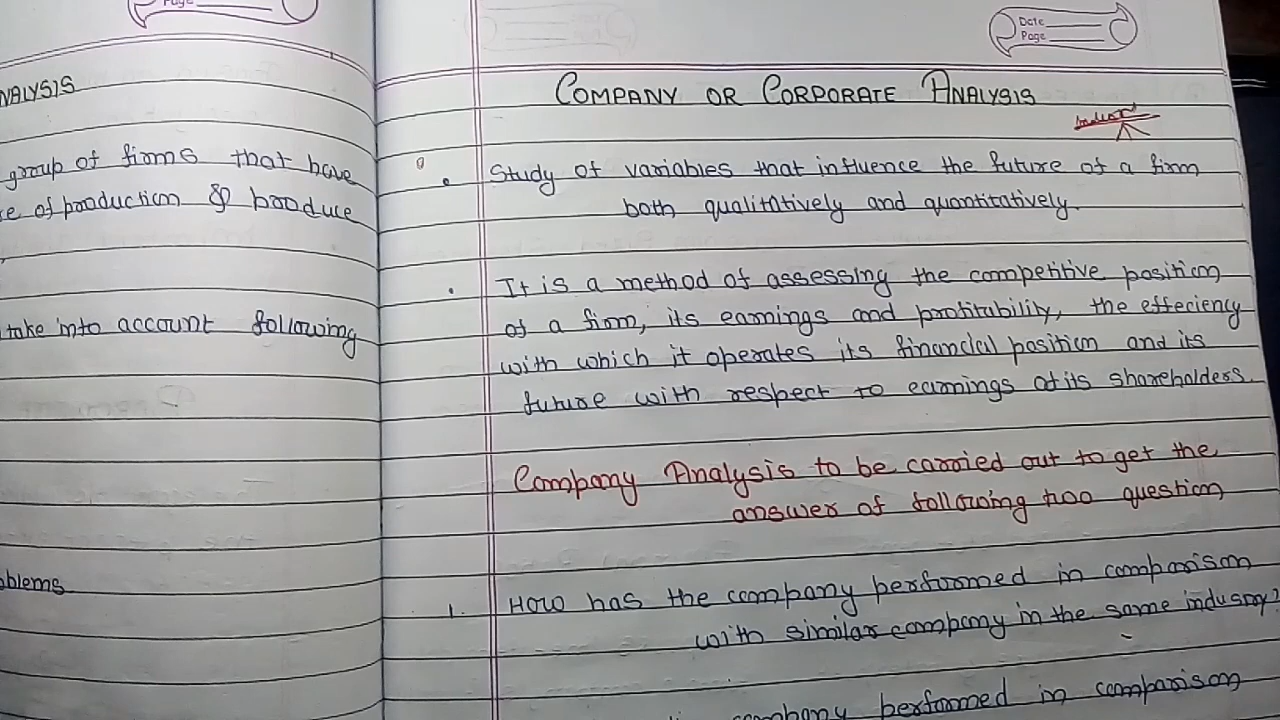 Page
NALYSIS
group of firms that have
e of production & produce
take into account following
oblems
Date
Page
COMPANY OR CORPORATE ANALYSIS
Study of variables that influence the future of a firm
both qualitatively and quantitatively.
It is a method of assessing the competitive position
of a firm, its earnings and profitability, the effeciency
with which it operates its financial position and its
future with respect to earnings of its shareholders.
Company Analysis to be carried out to get the
answer of following two question
1. How has the company performed in comparison
with similar company in the same industry?
company performed in comparison